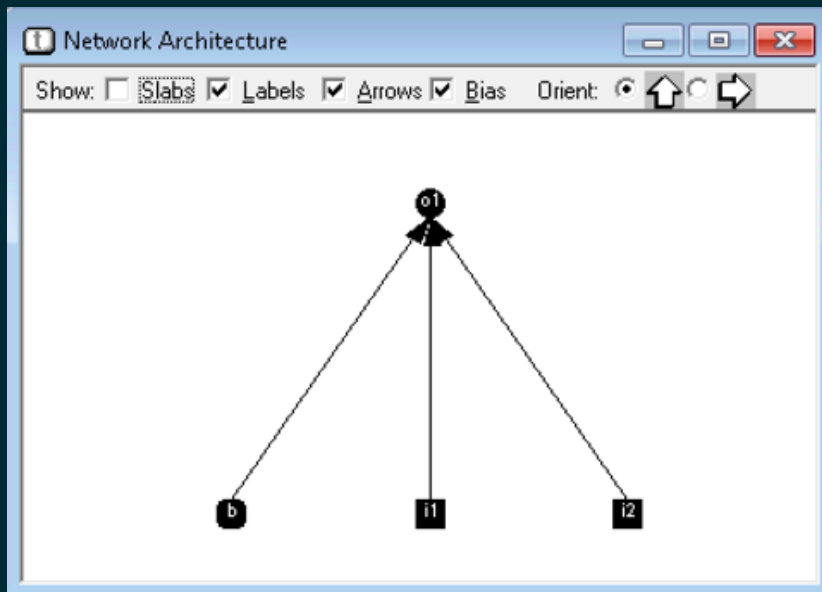 t Network Architecture
Show: Slabs Labels Arrows Bias Orient:
o1
b i1 i2